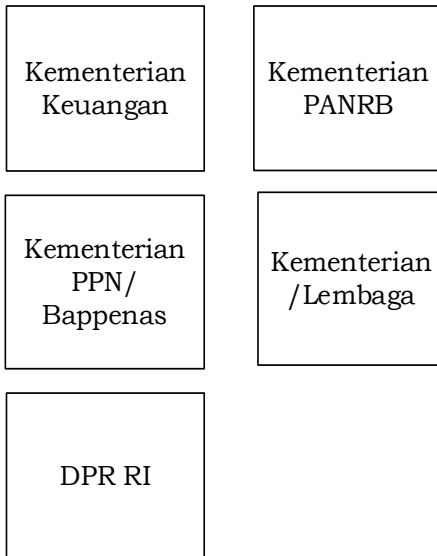 Kementerian
Keuangan
Kementerian
PANRB
Kementerian
PPN/
Bappenas
Kementerian
/Lembaga
DPR RI